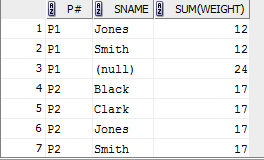 P# SNAME SUM(WEIGHT)
1 P1 Jones 12
2 P1 Smith 12
3 P1 (null) 24
4 P2 Black 17
5 P2 Clark 17
6 P2 Jones 17
7 P2 Smith 17